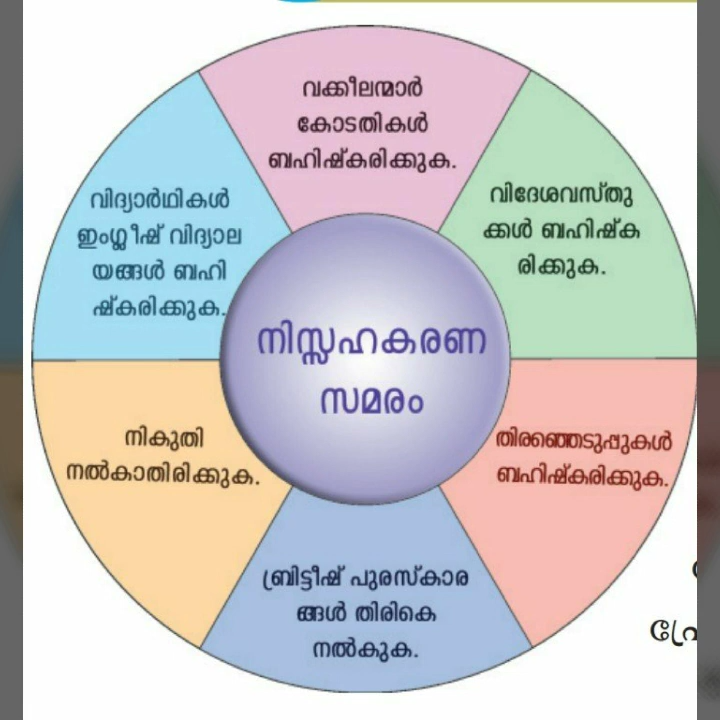 വക്കീലന്മാർ
കോടതികൾ
ബഹിഷ്കരിക്കുക.
വിദേശവസ്തു
ക്കൾ ബഹിഷ്ക
രിക്കുക.
തിരഞ്ഞെടുപ്പുകൾ
ബഹിഷ്കരിക്കുക.
ബ്രിട്ടീഷ് പുരസ്കാര
ങ്ങൾ തിരികെ
നൽകുക.
നികുതി
നൽകാതിരിക്കുക.
വിദ്യാർഥികൾ
ഇംഗ്ലീഷ് വിദ്യാല
യങ്ങൾ ബഹി
ഷ്കരിക്കുക.
നിസ്സഹകരണ
സമരം